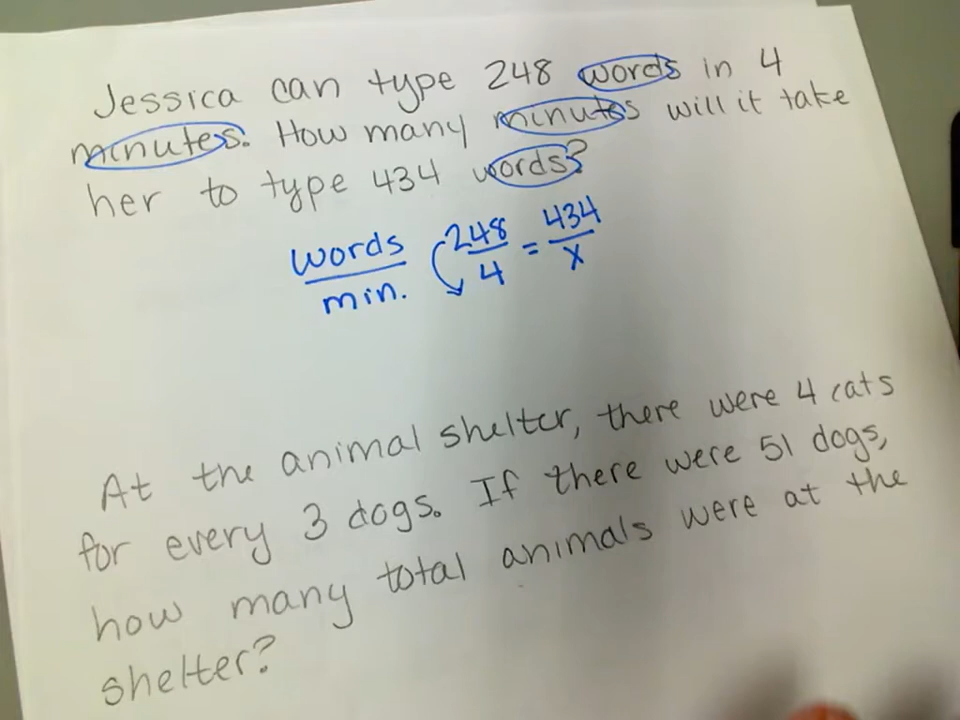 Jessica can type 248 words in 4
minutes. How many minutes will it take
her to type 434 words?
words 248 = 434
min. 4 x
At the animal shelter, there were 4 cats
for every 3 dogs. If there were 51 dogs,
how many total animals were at the
shelter?